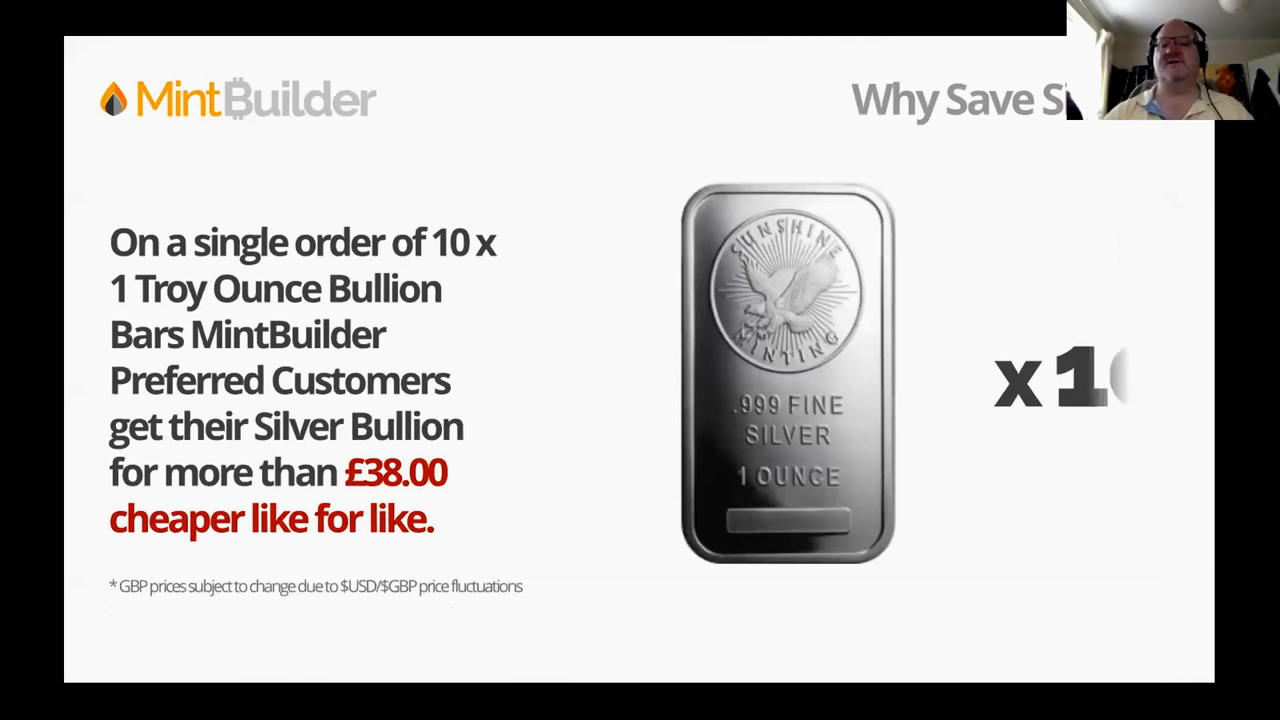 MintBuilder
Why Save
On a single order of 10 x
1 Troy Ounce Bullion
Bars MintBuilder
Preferred Customers
get their Silver Bullion
for more than £38.00
cheaper like for like.
* GBP prices subject to change due to $USD/$GBP price fluctuations
SUNSHINE
MINTING
.999 FINE
SILVER
1 OUNCE
x 10